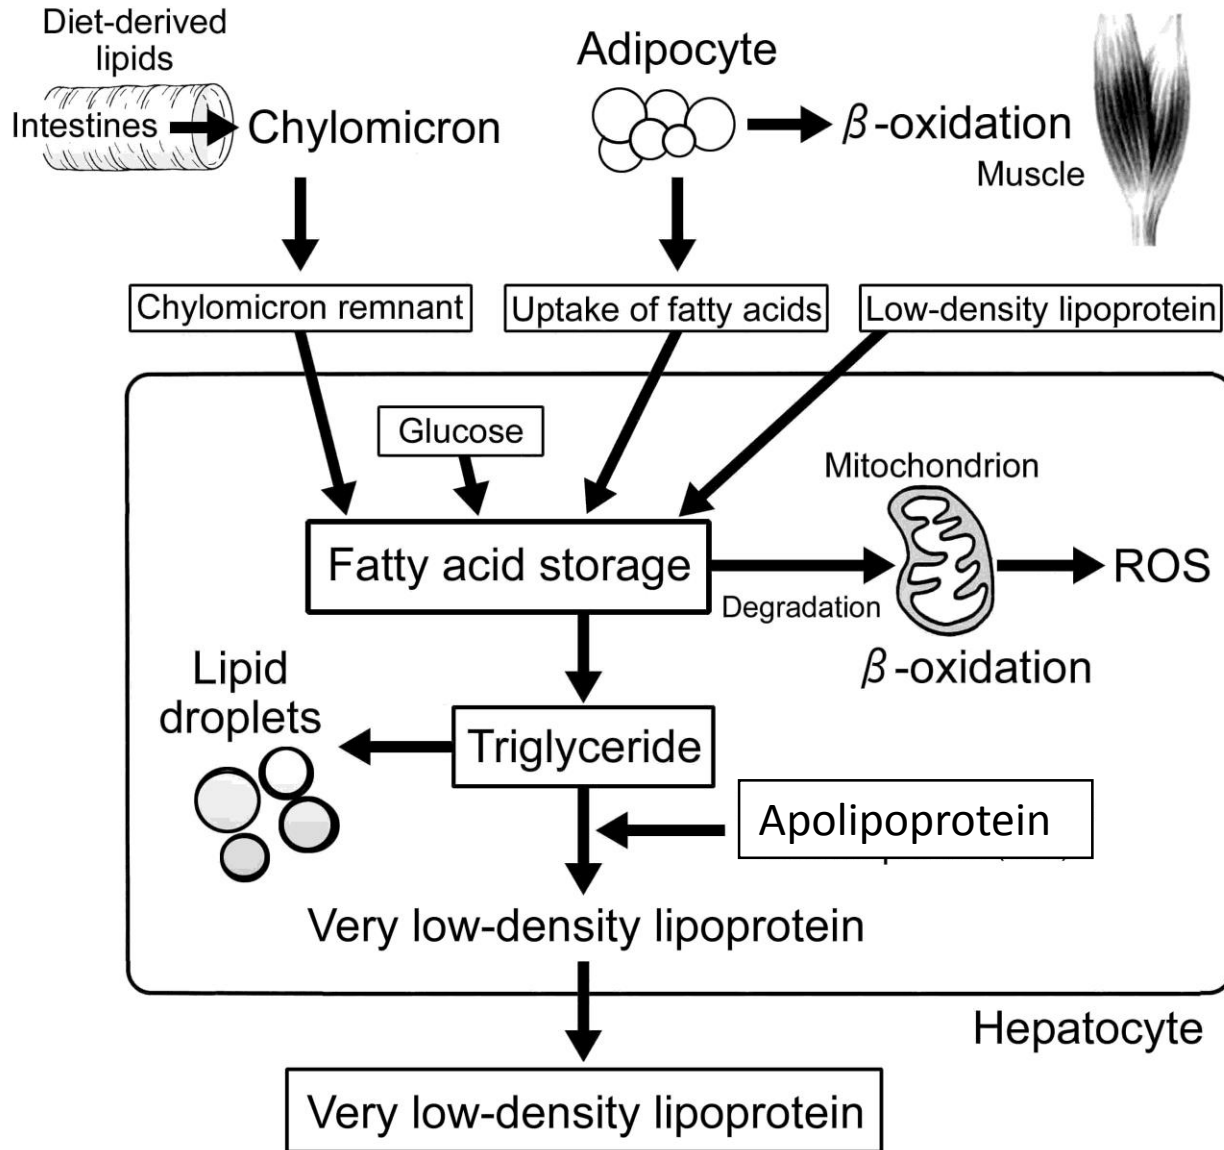 Diet-derived
lipids
Intestines
Chylomicron
Adipocyte
β-oxidation
Muscle
Chylomicron remnant
Uptake of fatty acids
Low-density lipoprotein
Glucose
Mitochondrion
Fatty acid storage
Degradation
ROS
β-oxidation
Lipid
droplets
Triglyceride
Apolipoprotein
Very low-density lipoprotein
Hepatocyte
Very low-density lipoprotein